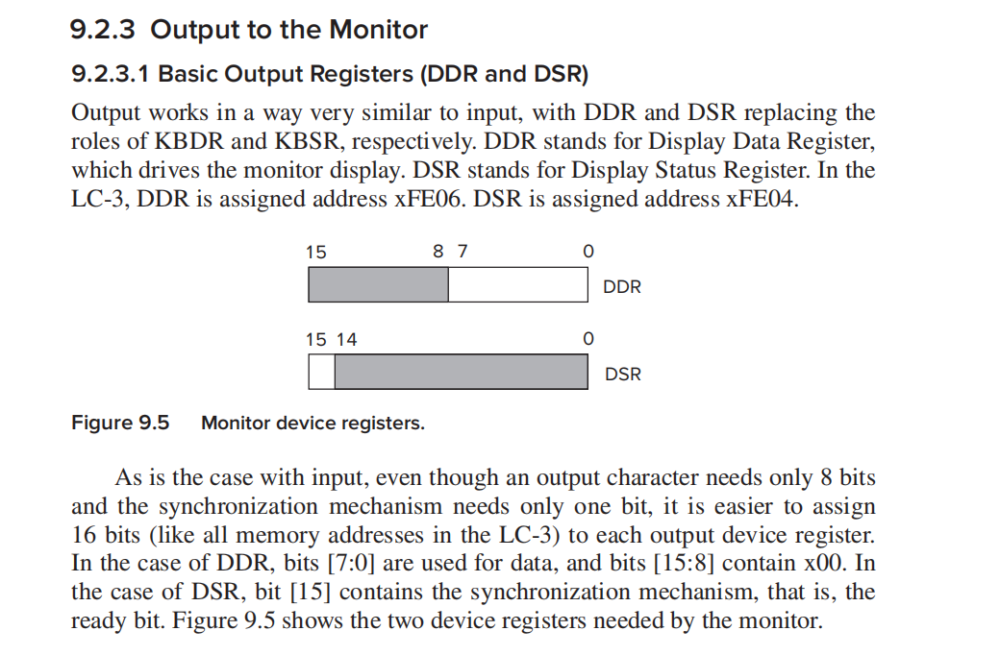 9.2.3 Output to the Monitor
9.2.3.1 Basic Output Registers (DDR and DSR)
Output works in a way very similar to input, with DDR and DSR replacing the
roles of KBDR and KBSR, respectively. DDR stands for Display Data Register,
which drives the monitor display. DSR stands for Display Status Register. In the
LC-3, DDR is assigned address xFE06. DSR is assigned address xFE04.
15 8 7 0
DDR
15 14 0
DSR
Figure 9.5 Monitor device registers.
As is the case with input, even though an output character needs only 8 bits
and the synchronization mechanism needs only one bit, it is easier to assign
16 bits (like all memory addresses in the LC-3) to each output device register.
In the case of DDR, bits [7:0] are used for data, and bits [15:8] contain x00. In
the case of DSR, bit [15] contains the synchronization mechanism, that is, the
ready bit. Figure 9.5 shows the two device registers needed by the monitor.